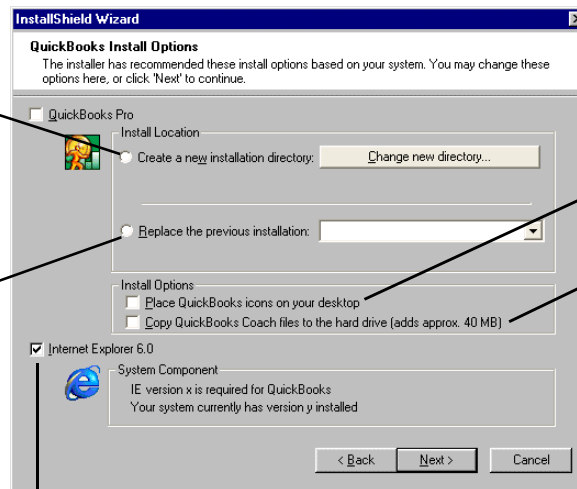 InstallShield Wizard
QuickBooks Install Options
The installer has recommended these install options based on your system. You may change these
options here, or click 'Next' to continue.
QuickBooks Pro
Install Location
Create a new installation directory:
Change new directory...
Replace the previous installation:
Install Options
Place QuickBooks icons on your desktop
Copy QuickBooks Coach files to the hard drive (adds approx. 40 MB)
Internet Explorer 6.0
System Component
IE version x is required for QuickBooks
Your system currently has version y installed
< Back
Next >
Cancel